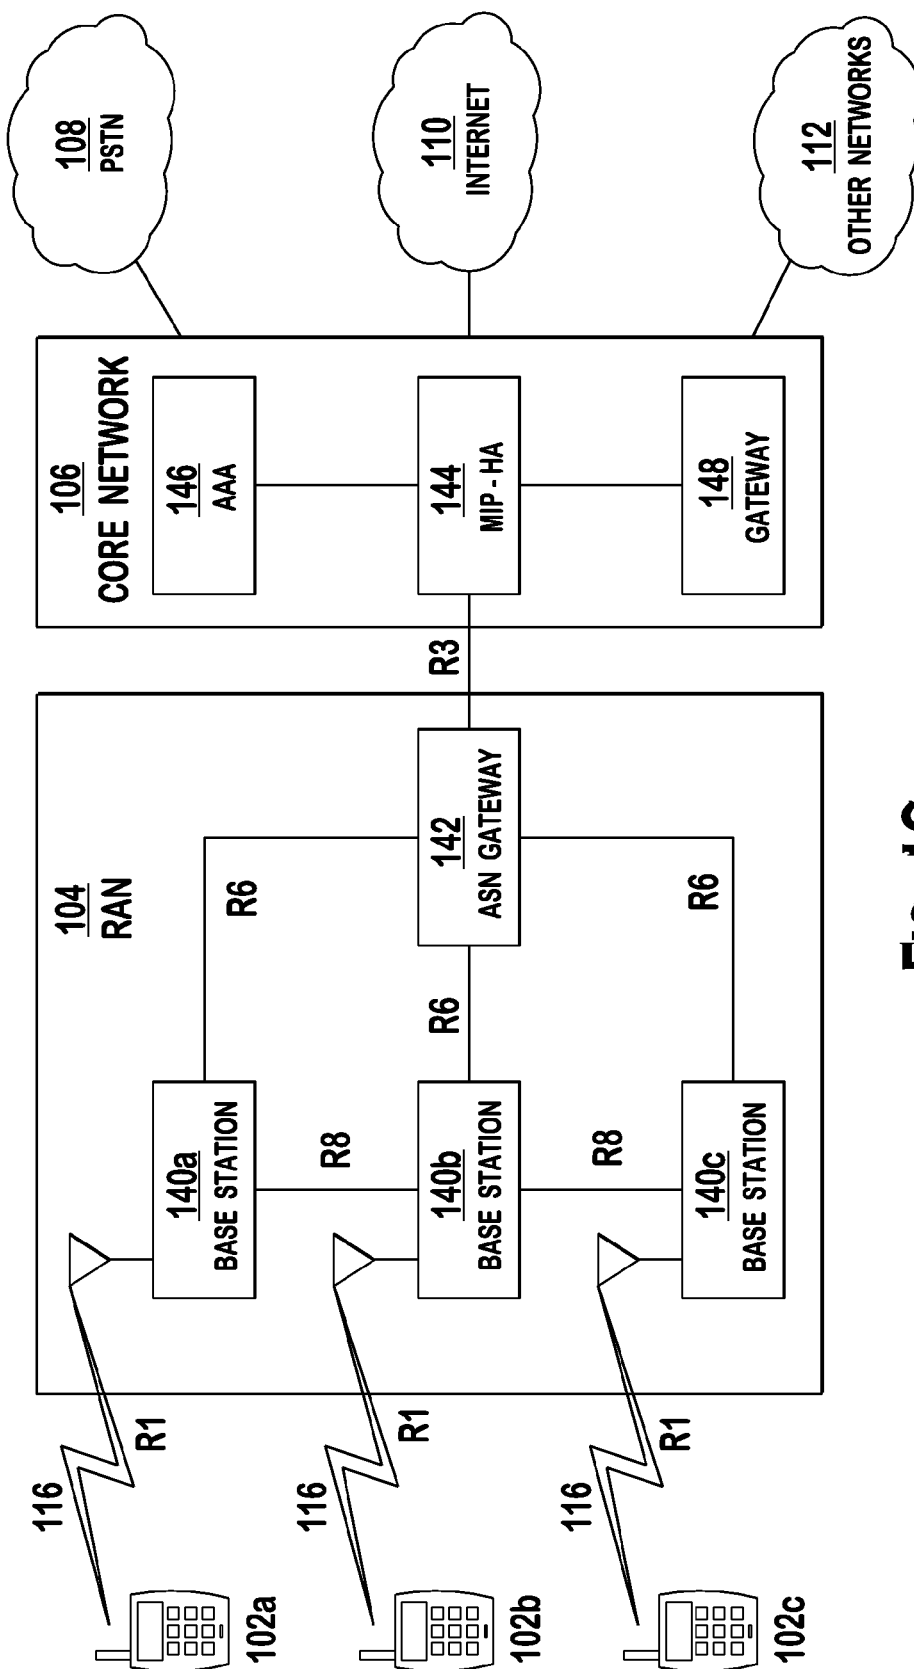 108
PSTN
110
INTERNET
112
OTHER NETWORKS
106
CORE NETWORK
146
AAA
144
MIP-HA
148
GATEWAY
R3
104
RAN
142
ASN GATEWAY
R6
R6
R6
140a
BASE STATION
R8
140b
BASE STATION
R8
140c
BASE STATION
116
R1
116
R1
116
R1
102a
102b
102c